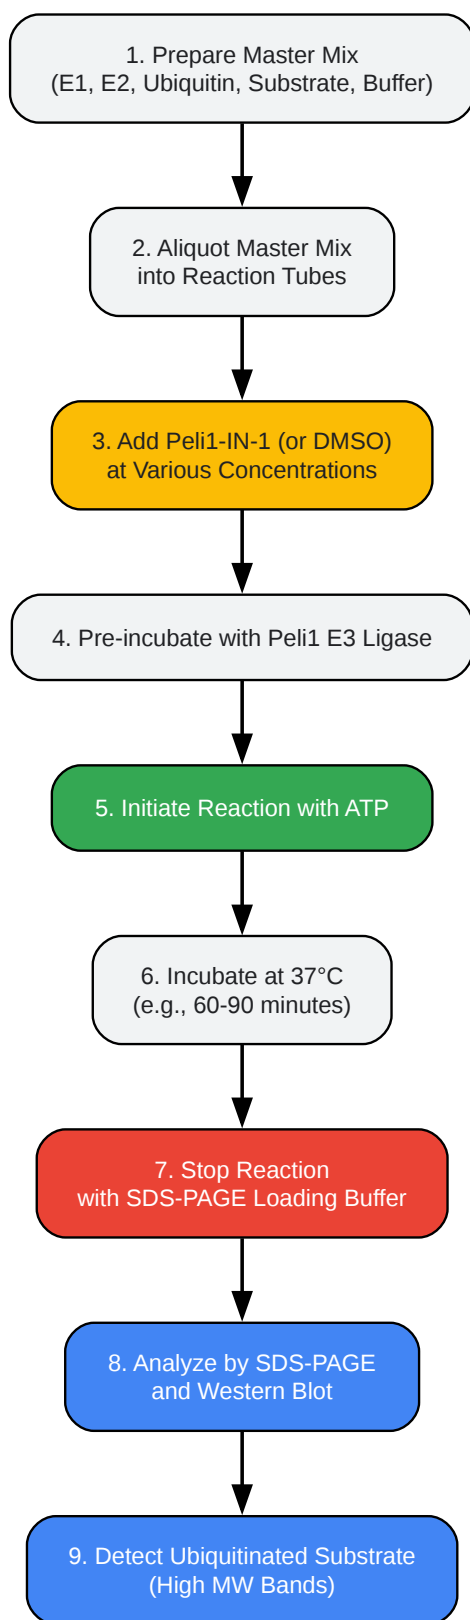 1. Prepare Master Mix
(E1, E2, Ubiquitin, Substrate, Buffer)
2. Aliquot Master Mix
into Reaction Tubes
3. Add Peli1-IN-1 (or DMSO)
at Various Concentrations
4. Pre-incubate with Peli1 E3 Ligase
5. Initiate Reaction with ATP
6. Incubate at 37°C
(e.g., 60-90 minutes)
7. Stop Reaction
with SDS-PAGE Loading Buffer
8. Analyze by SDS-PAGE
and Western Blot
9. Detect Ubiquitinated Substrate
(High MW Bands)